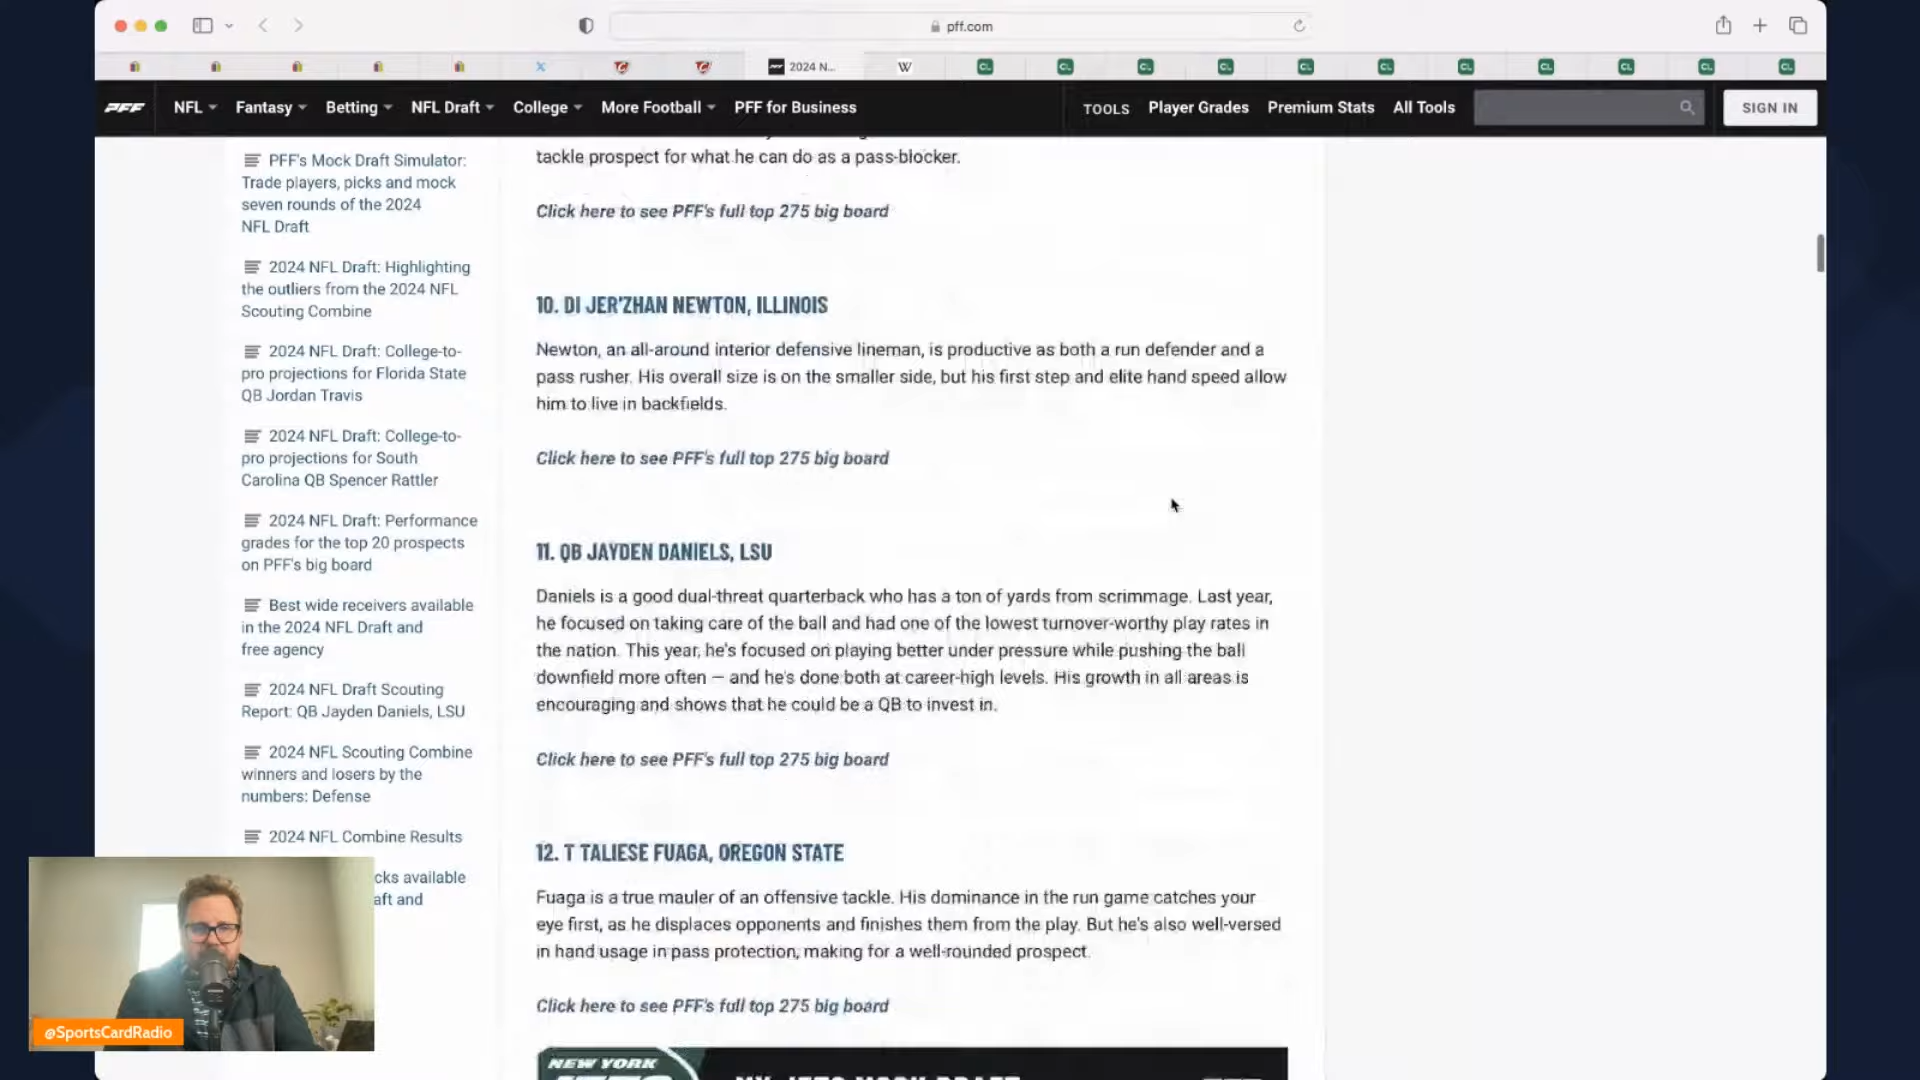 pff.com
2024 N...
W
CL
CL
CL
CL
CL
CL
CL
CL
CL
CL
CL
PFF
NFL
Fantasy
Betting
NFL Draft
College
More Football
PFF for Business
TOOLS
Player Grades
Premium Stats
All Tools
SIGN IN
PFF's Mock Draft Simulator:
Trade players, picks and mock
seven rounds of the 2024
NFL Draft
2024 NFL Draft: Highlighting
the outliers from the 2024 NFL
Scouting Combine
2024 NFL Draft: College-to-
pro projections for Florida State
QB Jordan Travis
2024 NFL Draft: College-to-
pro projections for South
Carolina QB Spencer Rattler
2024 NFL Draft: Performance
grades for the top 20 prospects
on PFF's big board
Best wide receivers available
in the 2024 NFL Draft and
free agency
2024 NFL Draft Scouting
Report: QB Jayden Daniels, LSU
2024 NFL Scouting Combine
winners and losers by the
numbers: Defense
2024 NFL Combine Results
cks available
aft and
tackle prospect for what he can do as a pass-blocker.
Click here to see PFF's full top 275 big board
10. DI JER'ZHAN NEWTON, ILLINOIS
Newton, an all-around interior defensive lineman, is productive as both a run defender and a
pass rusher. His overall size is on the smaller side, but his first step and elite hand speed allow
him to live in backfields.
Click here to see PFF's full top 275 big board
11. QB JAYDEN DANIELS, LSU
Daniels is a good dual-threat quarterback who has a ton of yards from scrimmage. Last year,
he focused on taking care of the ball and had one of the lowest turnover-worthy play rates in
the nation. This year, he's focused on playing better under pressure while pushing the ball
downfield more often — and he's done both at career-high levels. His growth in all areas is
encouraging and shows that he could be a QB to invest in.
Click here to see PFF's full top 275 big board
12. T TALIESE FUAGA, OREGON STATE
Fuaga is a true mauler of an offensive tackle. His dominance in the run game catches your
eye first, as he displaces opponents and finishes them from the play. But he's also well-versed
in hand usage in pass protection, making for a well-rounded prospect.
Click here to see PFF's full top 275 big board
NEW YORK
@SportsCardRadio